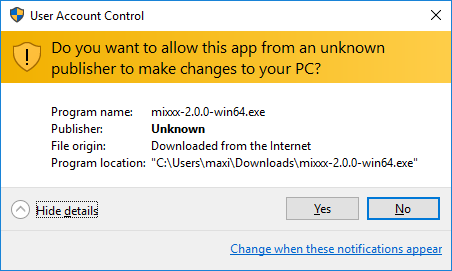 User Account Control
Do you want to allow this app from an unknown
publisher to make changes to your PC?
Program name: mixxx-2.0.0-win64.exe
Publisher: Unknown
File origin: Downloaded from the Internet
Program location: "C:\Users\maxi\Downloads\mixxx-2.0.0-win64.exe"
Hide details
Yes
No
Change when these notifications appear